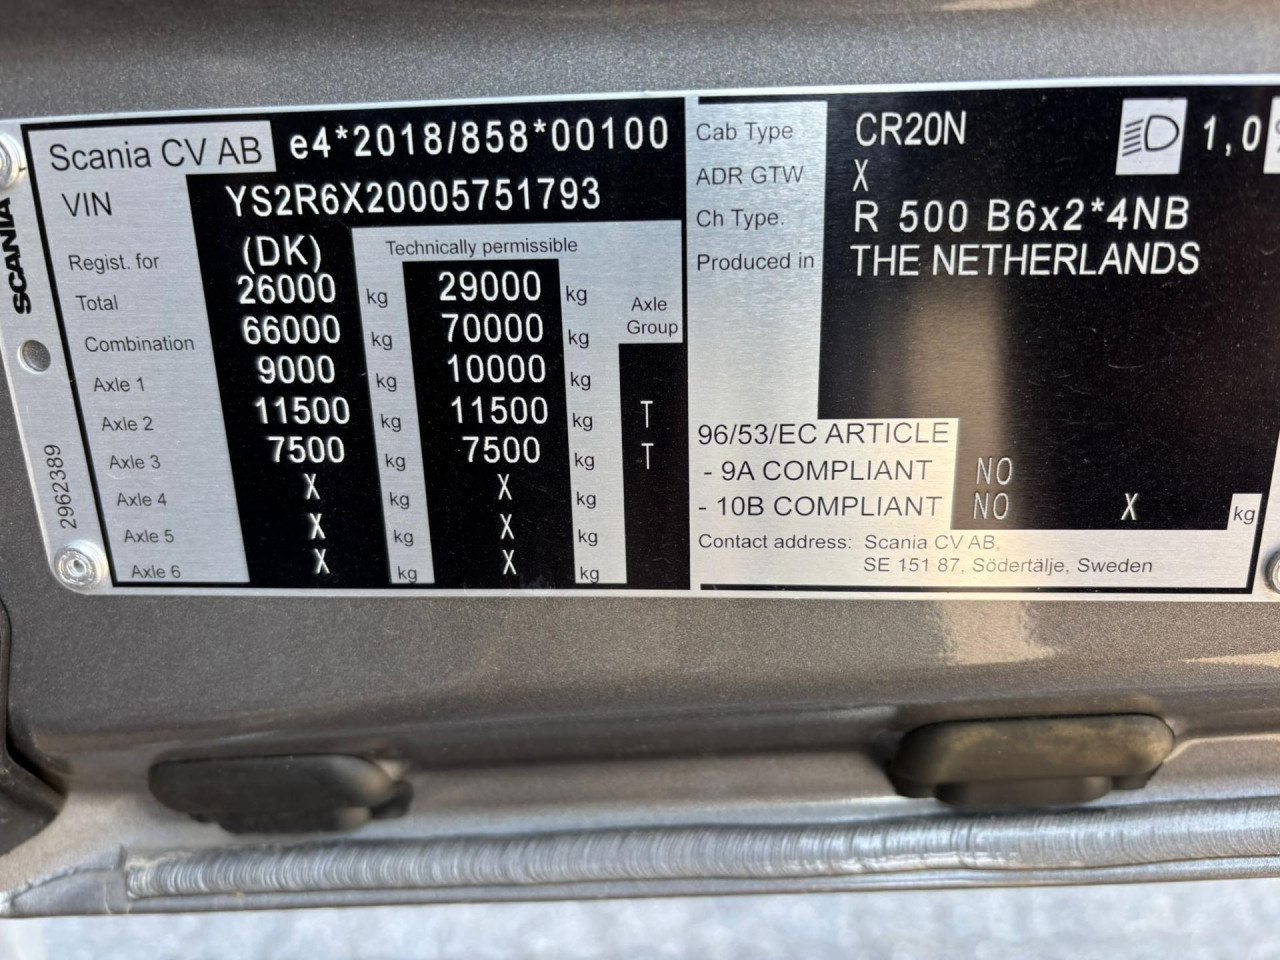 Scania CV AB e4*2018/858*00100
VIN YS2R6X20005751793
Regist. for (DK) Technically permissible
Total 26000 kg 29000 kg Axle Group
Combination 66000 kg 70000 kg
Axle 1 9000 kg 10000 kg
Axle 2 11500 kg 11500 kg T
Axle 3 7500 kg 7500 kg T
Axle 4 X kg X kg
Axle 5 X kg X kg
Axle 6 X kg X kg
SCANIA
2962389
Cab Type CR20N 1,0
ADR GTW X
Ch Type. R 500 B6x2*4NB
Produced in THE NETHERLANDS
96/53/EC ARTICLE
- 9A COMPLIANT NO
- 10B COMPLIANT NO X kg
Contact address: Scania CV AB,
SE 151 87, Södertälje, Sweden